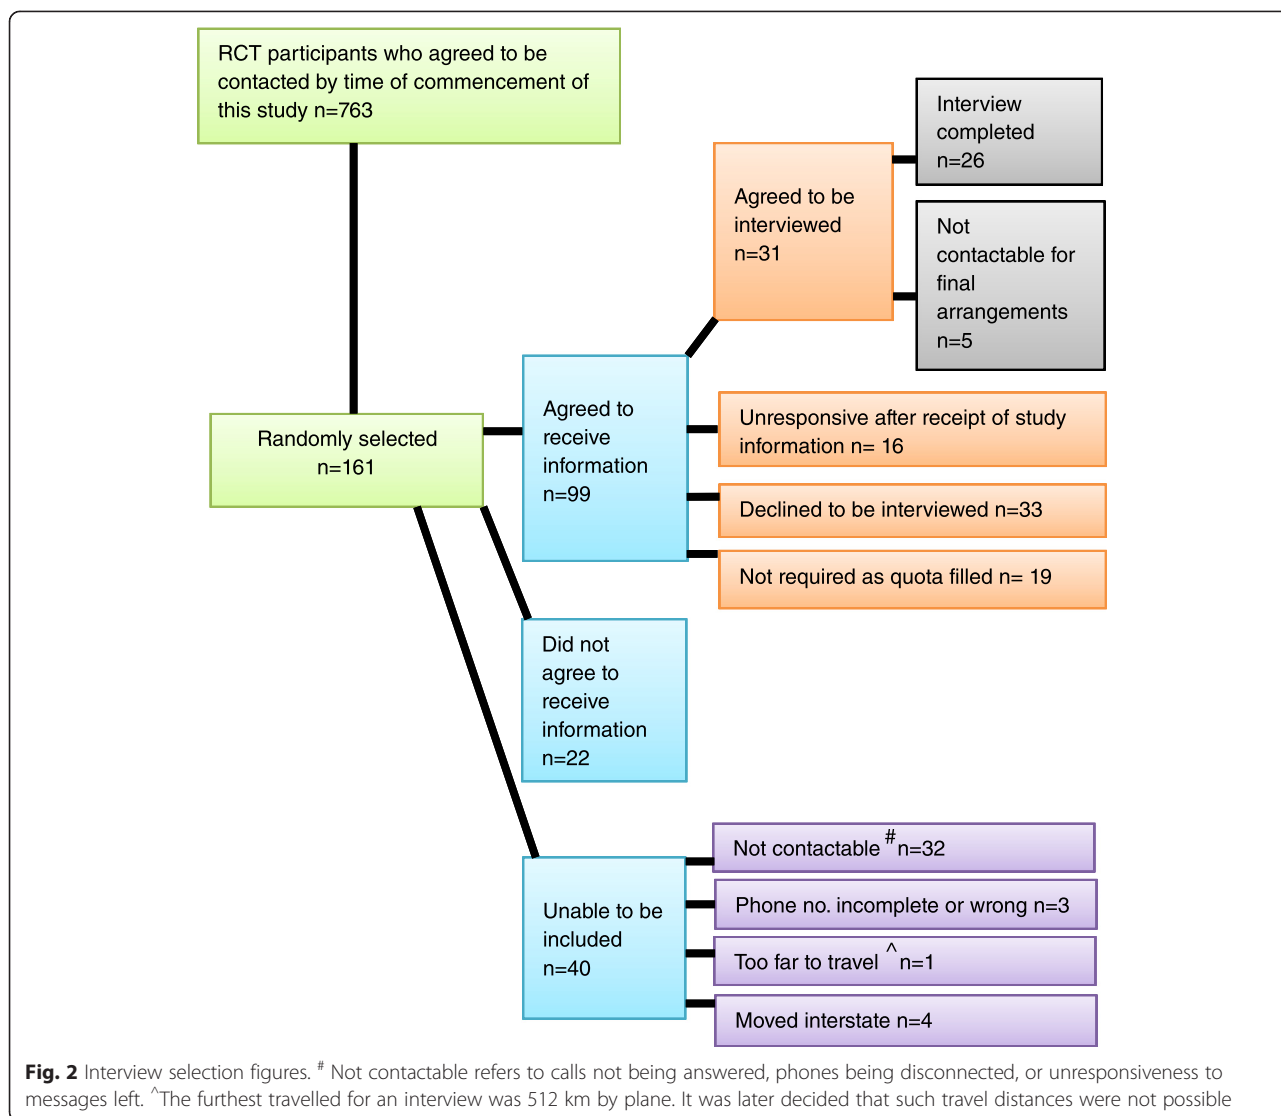 RCT participants who agreed to be
contacted by time of commencement of
this study n=763
Interview
completed
n=26
Agreed to be
interviewed
n=31
Not
contactable for
final
arrangements
n=5
Randomly selected
n=161
Agreed to
receive
information
n=99
Unresponsive after receipt of study
information n= 16
Declined to be interviewed n=33
Not required as quota filled n= 19
Did not
agree to
receive
information
n=22
Unable to be
included
n=40
Not contactable # n=32
Phone no. incomplete or wrong n=3
Too far to travel ^ n=1
Moved interstate n=4
Fig. 2 Interview selection figures. # Not contactable refers to calls not being answered, phones being disconnected, or unresponsiveness to
messages left. ^The furthest travelled for an interview was 512 km by plane. It was later decided that such travel distances were not possible